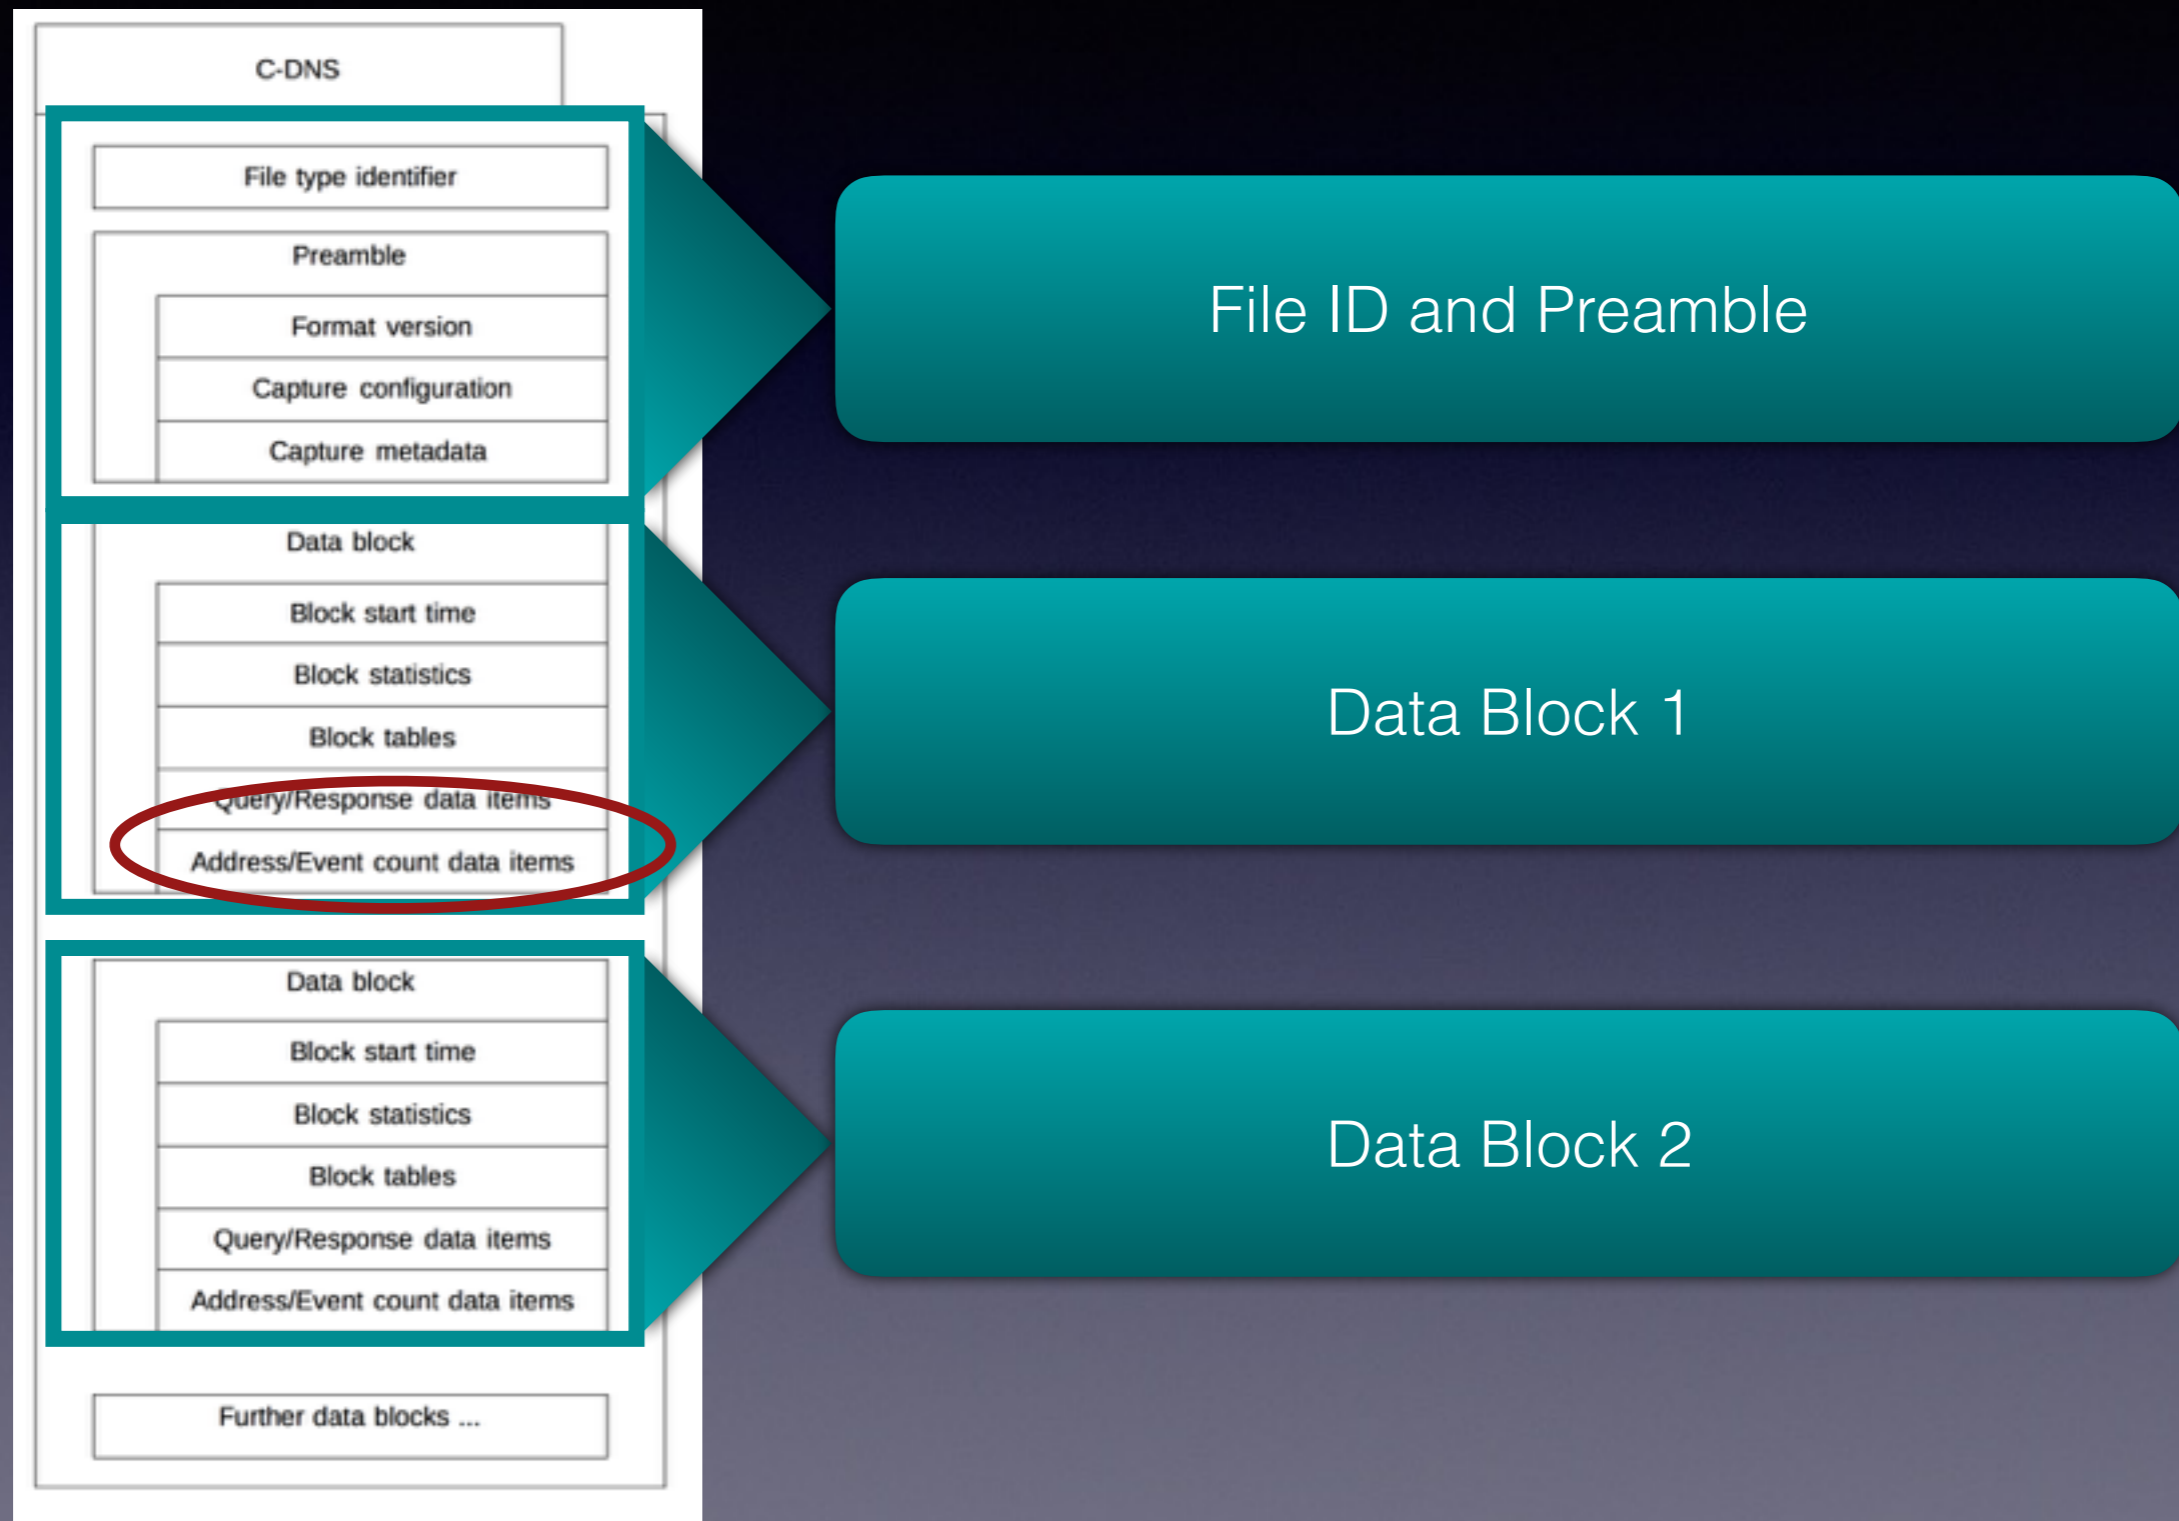 C-DNS
File type identifier
Preamble
Format version
Capture configuration
Capture metadata
File ID and Preamble
Data block
Block start time
Block statistics
Block tables
Query/Response data items
Address/Event count data items
Data Block 1
Data block
Block start time
Block statistics
Block tables
Query/Response data items
Address/Event count data items
Data Block 2
Further data blocks ...